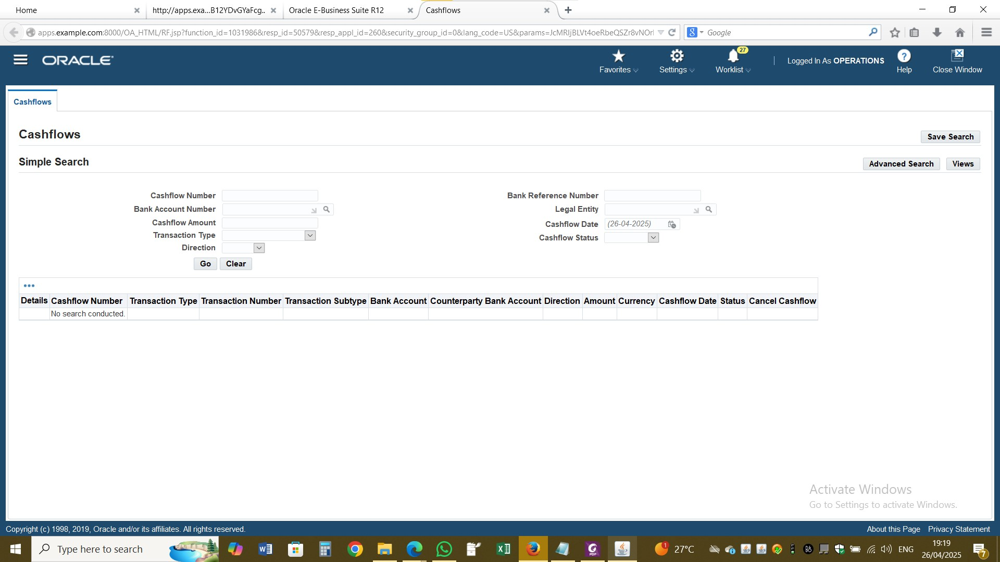 Home
http://apps.exa...B12YDvGYaFcg..
Oracle E-Business Suite R12
Cashflows
apps.example.com:8000/OA_HTML/RF.jsp?function_id=1031986&resp_id=50579&resp_appl_id=260&security_group_id=0&lang_code=US&params=JcMRIjBLVt4oeRbeQSZr8vNOrI
Google
ORACLE
Favorites
Settings
27
Worklist
Logged In As OPERATIONS
Help
Close Window
Cashflows
Cashflows
Save Search
Simple Search
Advanced Search
Views
Cashflow Number
Bank Account Number
Cashflow Amount
Transaction Type
Direction
Bank Reference Number
Legal Entity
Cashflow Date
(26-04-2025)
Cashflow Status
Go
Clear
Details Cashflow Number Transaction Type Transaction Number Transaction Subtype Bank Account Counterparty Bank Account Direction Amount Currency Cashflow Date Status Cancel Cashflow
No search conducted.
Activate Windows
Go to Settings to activate Windows.
Copyright (c) 1998, 2019, Oracle and/or its affiliates. All rights reserved.
About this Page
Privacy Statement
Type here to search
1
27°C
ENG
19:19
26/04/2025
7